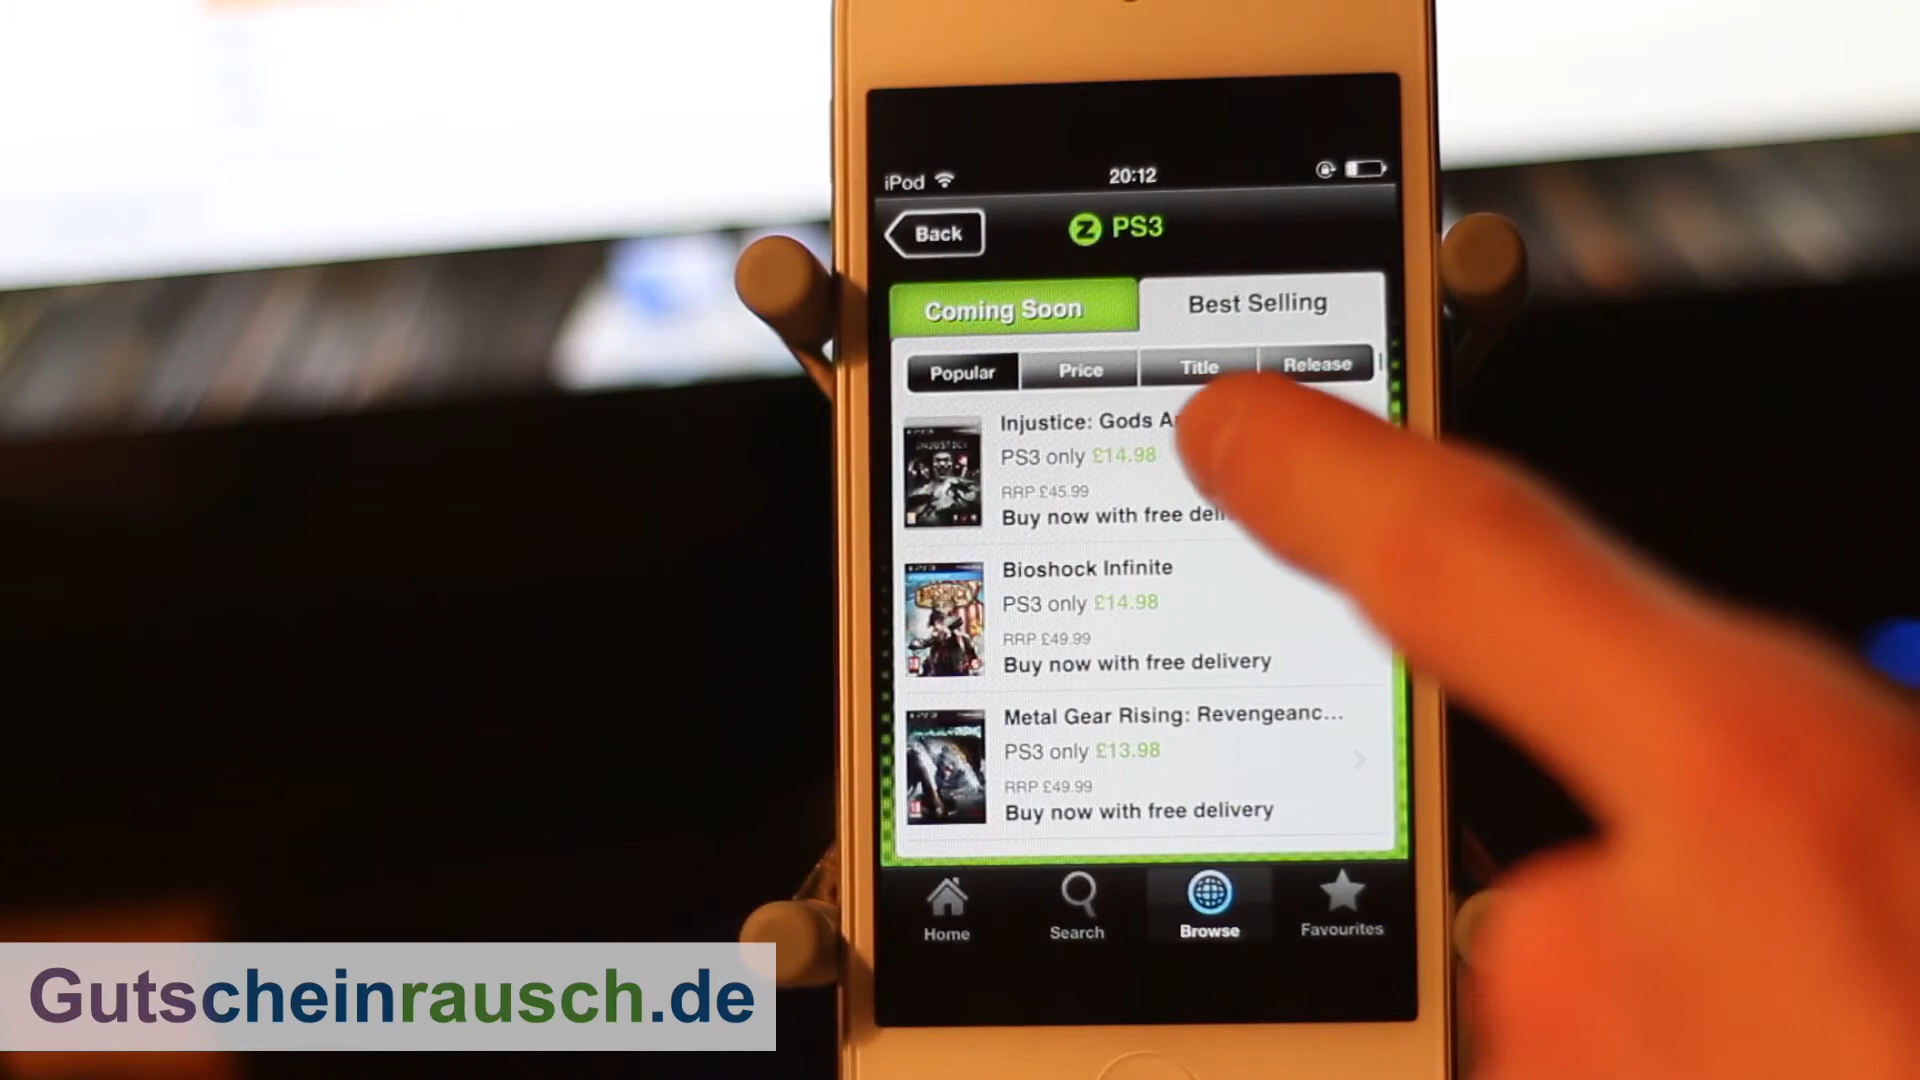 iPod
20:12
Back
PS3
Coming Soon
Best Selling
Popular
Price
Title
Release
Injustice: Gods
PS3 only £14.98
RRP £45.99
Buy now with free
Bioshock Infinite
PS3 only £14.98
RRP £49.99
Buy now with free delivery
Metal Gear Rising: Revengeanc...
PS3 only £13.98
RRP £49.99
Buy now with free delivery
Home
Search
Browse
Favourites
Gutscheinrausch.de